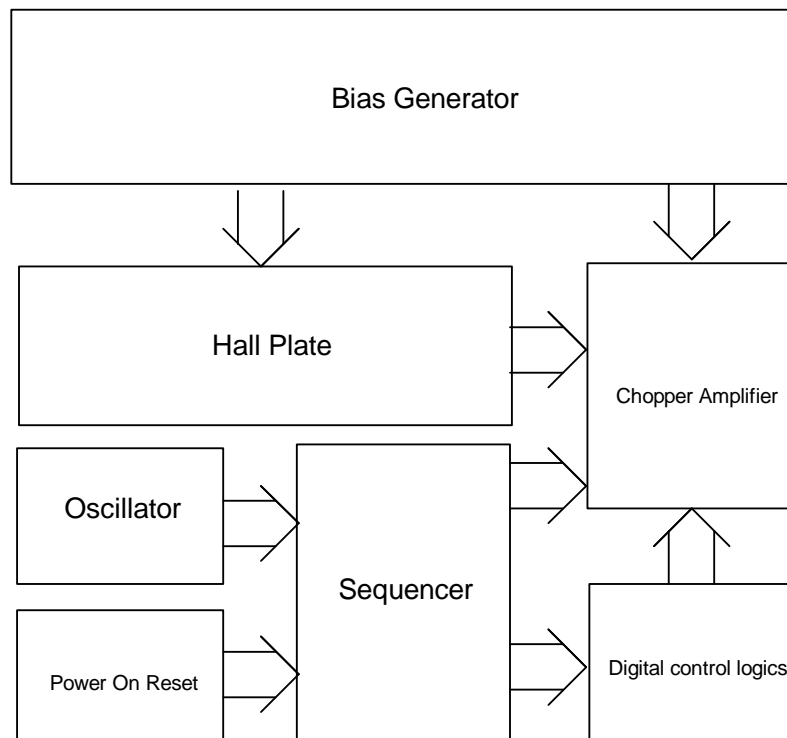 Bias Generator
Hall Plate
Chopper Amplifier
Oscillator
Sequencer
Power On Reset
Digital control logics